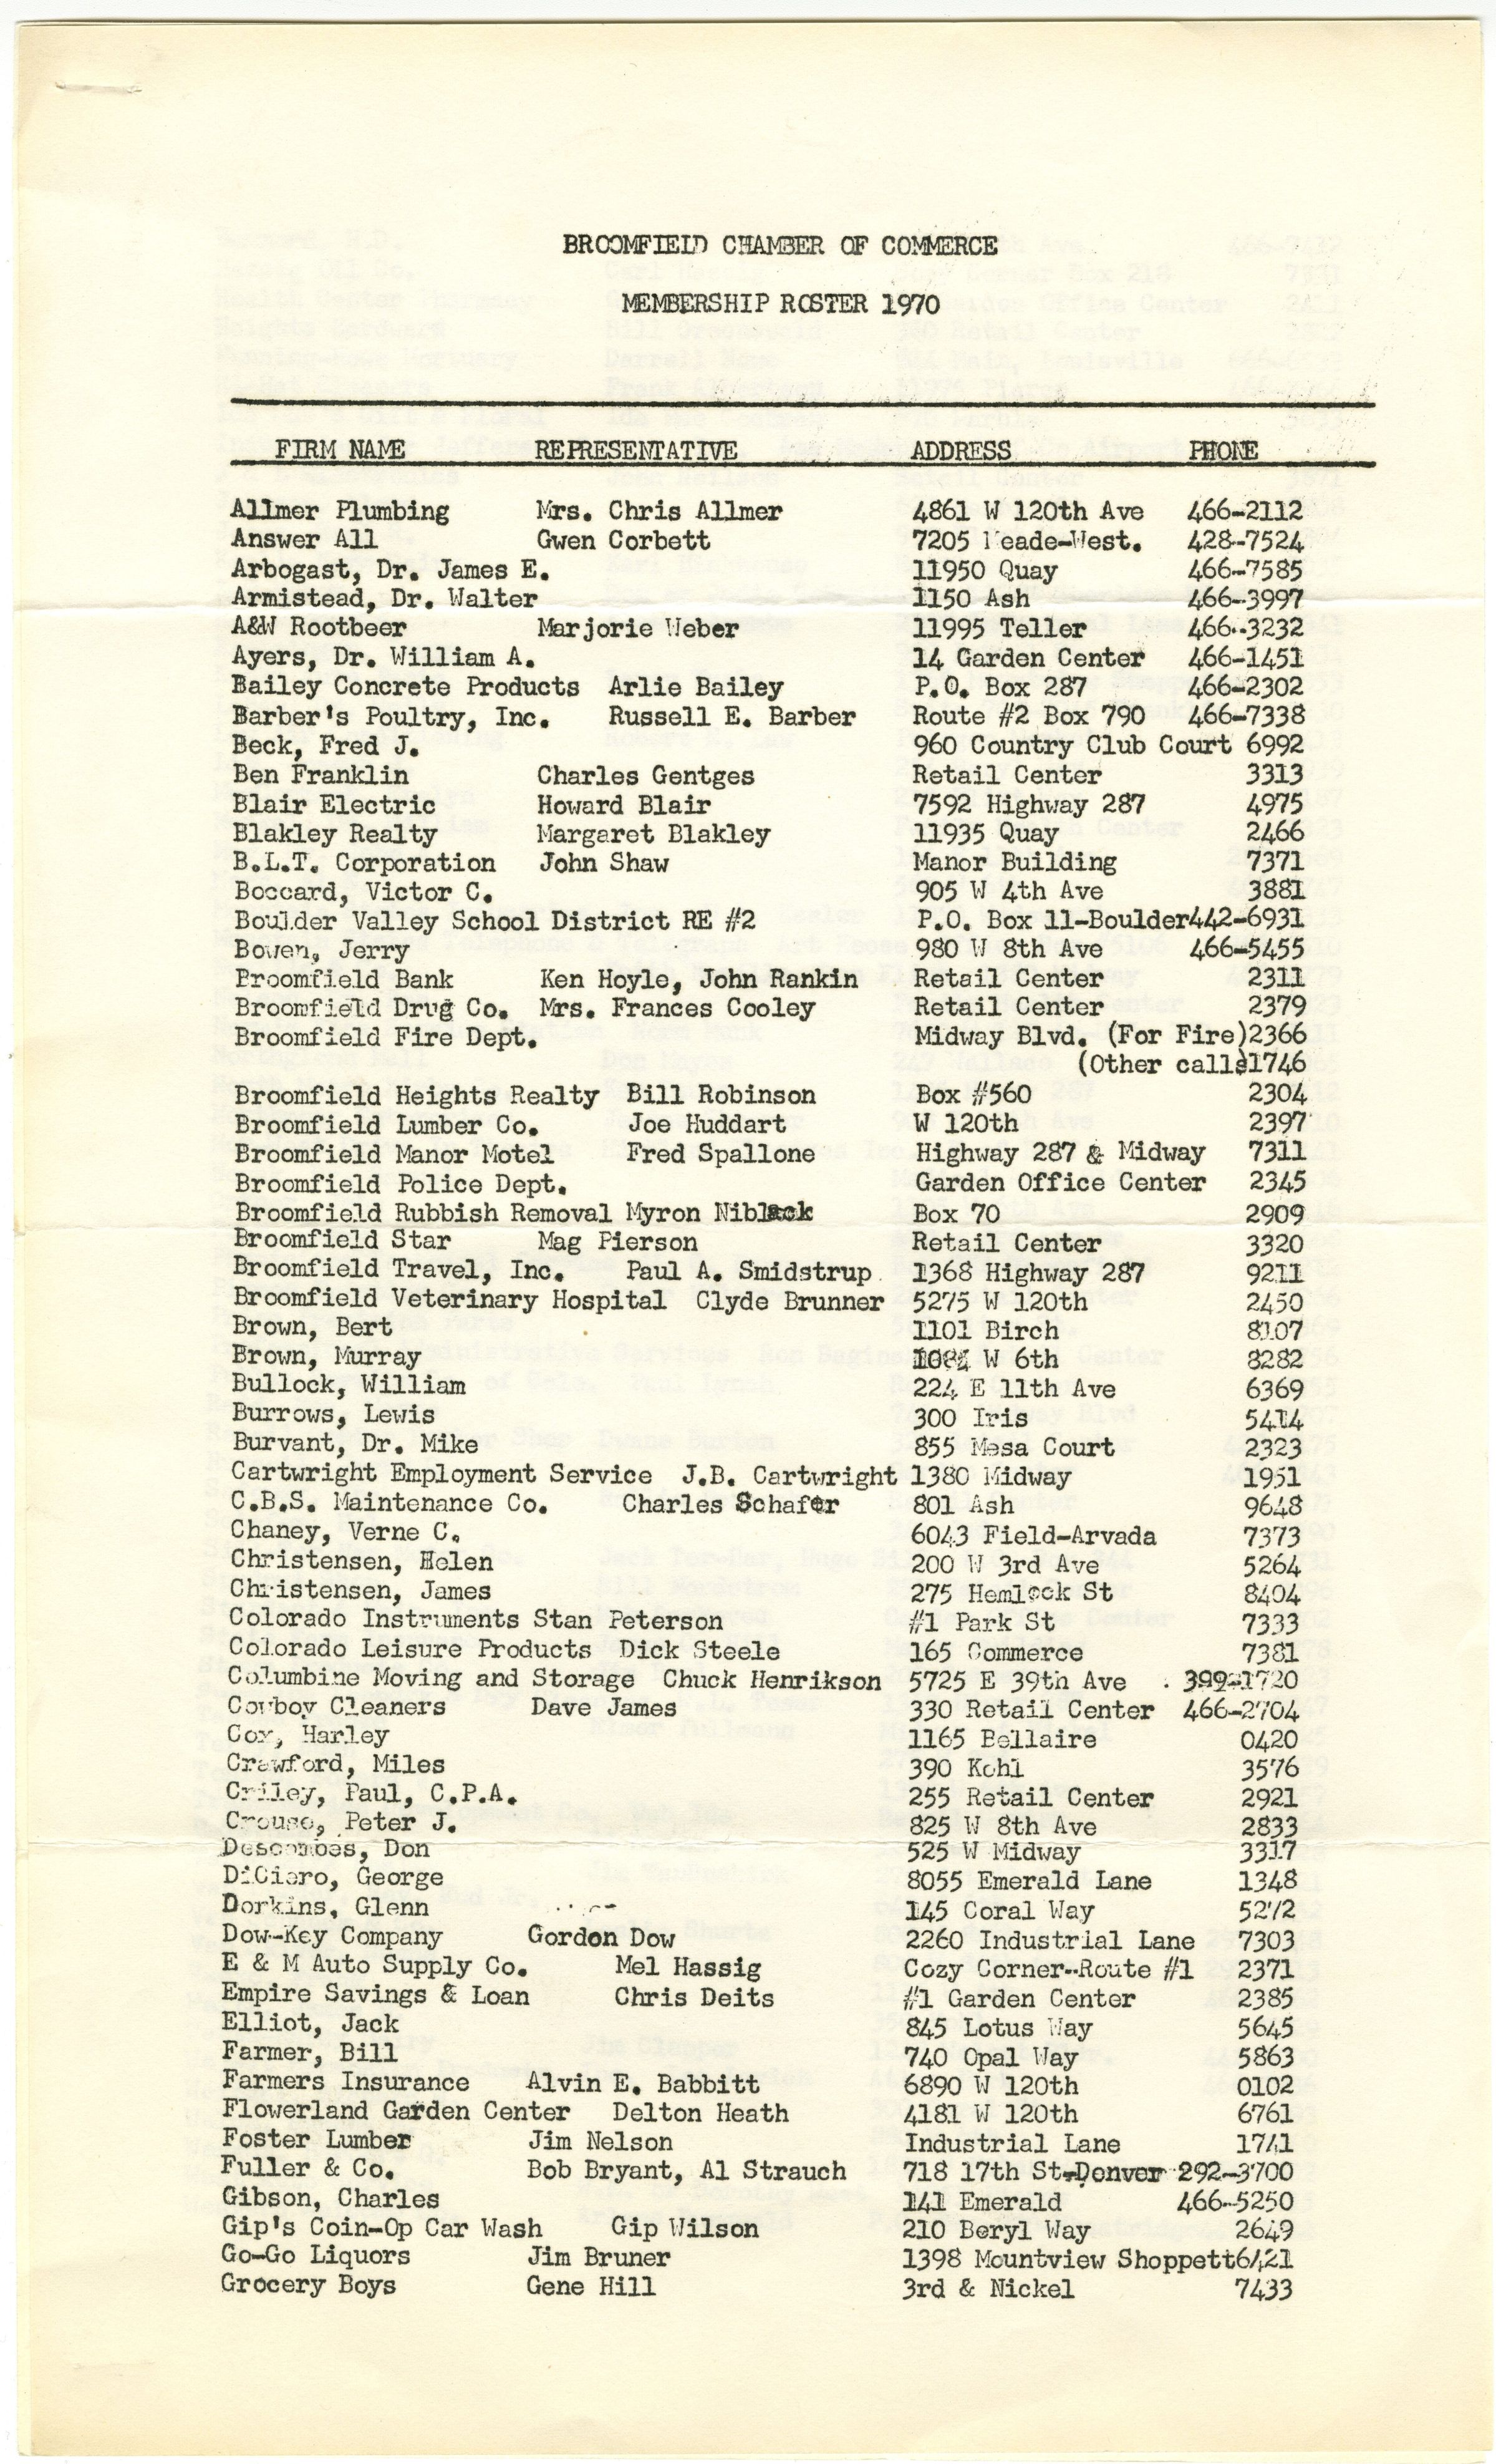 BROOMFIELD CHAMBER OF COMMERCE
MEMBERSHIP ROSTER 1970
FIRM NAME REPRESENTATIVE ADDRESS PHONE
Allmer Plumbing Mrs. Chris Allmer 4861 W 120th Ave 466-2112
Answer All Gwen Corbett 7205 Meade-West. 428-7524
Arbogast, Dr. James E. 11950 Quay 466-7585
Armistead, Dr. Walter 1150 Ash 466-3997
A&W Rootbeer Marjorie Weber 11995 Teller 466-3232
Ayers, Dr. William A. 14 Garden Center 466-1451
Bailey Concrete Products Arlie Bailey P.O. Box 287 466-2302
Barber's Poultry, Inc. Russell E. Barber Route #2 Box 790 466-7338
Beck, Fred J. 960 Country Club Court 6992
Ben Franklin Charles Gentges Retail Center 3313
Blair Electric Howard Blair 7592 Highway 287 4975
Blakley Realty Margaret Blakley 11935 Quay 2466
B.L.T. Corporation John Shaw Manor Building 7371
Boccard, Victor C. 905 W 4th Ave 3881
Boulder Valley School District RE #2 P.O. Box 11-Boulder442-6931
Bowen, Jerry 980 W 8th Ave 466-5455
Broomfield Bank Ken Hoyle, John Rankin Retail Center 2311
Broomfield Drug Co. Mrs. Frances Cooley Retail Center 2379
Broomfield Fire Dept. Midway Blvd. (For Fire)2366
(Other calls)1746
Broomfield Heights Realty Bill Robinson Box #560 2304
Broomfield Lumber Co. Joe Huddart W 120th 2397
Broomfield Manor Motel Fred Spallone Highway 287 & Midway 7311
Broomfield Police Dept. Garden Office Center 2345
Broomfield Rubbish Removal Myron Niblack Box 70 2909
Broomfield Star Mag Pierson Retail Center 3320
Broomfield Travel, Inc. Paul A. Smidstrup 1368 Highway 287 9211
Broomfield Veterinary Hospital Clyde Brunner 5275 W 120th 2450
Brown, Bert 1101 Birch 8107
Brown, Murray W 6th 8282
Bullock, William 224 E 11th Ave 6369
Burrows, Lewis 300 Iris 5414
Burvant, Dr. Mike 855 Mesa Court 2323
Cartwright Employment Service J.B. Cartwright 1380 Midway 1951
C.B.S. Maintenance Co. Charles Schafer 801 Ash 9648
Chaney, Verne C. 6043 Field-Arvada 7373
Christensen, Helen 200 W 3rd Ave 5264
Christensen, James 275 Hemlock St 8404
Colorado Instruments Stan Peterson #1 Park St 7333
Colorado Leisure Products Dick Steele 165 Commerce 7381
Columbine Moving and Storage Chuck Henrikson 5725 E 39th Ave 399-1720
Cowboy Cleaners Dave James 330 Retail Center 466-2704
Cox, Harley 1165 Bellaire 0420
Crawford, Miles 390 Kohl 3576
Criley, Paul, C.P.A. 255 Retail Center 2921
Crouse, Peter J. 825 W 8th Ave 2833
Descombes, Don 525 W Midway 3317
DiCiero, George 8055 Emerald Lane 1348
Dorkins, Glenn 145 Coral Way 5272
Dow-Key Company Gordon Dow 2260 Industrial Lane 7303
E & M Auto Supply Co. Mel Hassig Cozy Corner-Route #1 2371
Empire Savings & Loan Chris Deits #1 Garden Center 2385
Elliot, Jack 845 Lotus Way 5645
Farmer, Bill 740 Opal Way 5863
Farmers Insurance Alvin E. Babbitt 6890 W 120th 0102
Flowerland Garden Center Delton Heath 4181 W 120th 6761
Foster Lumber Jim Nelson Industrial Lane 1741
Fuller & Co. Bob Bryant, Al Strauch 718 17th St-Denver 292-3700
Gibson, Charles 141 Emerald 466-5250
Gip's Coin-Op Car Wash Gip Wilson 210 Beryl Way 2649
Go-Go Liquors Jim Bruner 1398 Mountview Shoppett6421
Grocery Boys Gene Hill 3rd & Nickel 7433